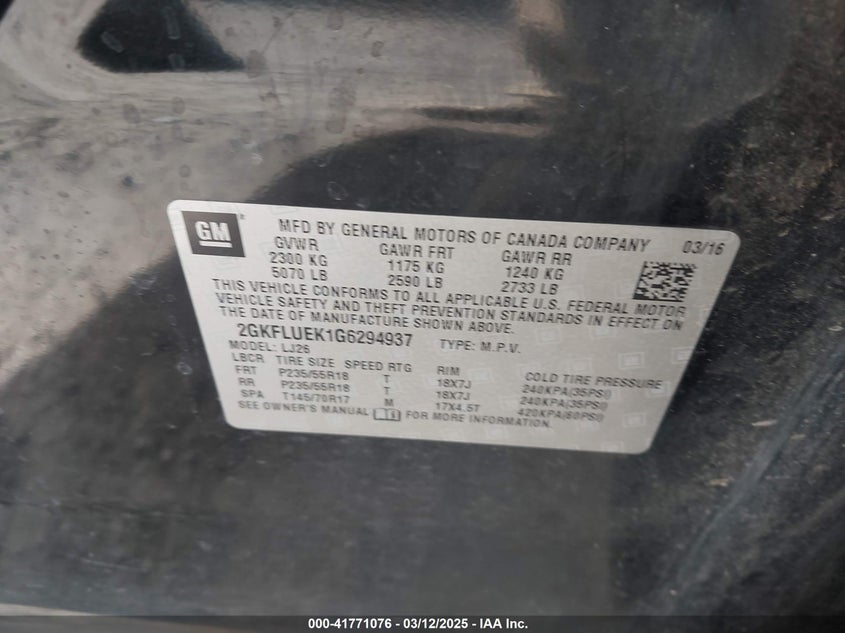 GM
MFD BY GENERAL MOTORS OF CANADA COMPANY 03/16
GVWR GAWR FRT GAWR RR
2300 KG 1175 KG 1240 KG
5070 LB 2590 LB 2733 LB
THIS VEHICLE CONFORMS TO ALL APPLICABLE U.S. FEDERAL MOTOR
VEHICLE SAFETY AND THEFT PREVENTION STANDARDS IN EFFECT ON
THE DATE OF MANUFACTURE SHOWN ABOVE.
2GKFLUEK1G6294937 TYPE: M.P.V.
MODEL: LJ26
LBCR TIRE SIZE SPEED RTG RIM COLD TIRE PRESSURE
FRT P235/55R18 T 18X7J 240KPA(35PSI)
RR P235/55R18 T 18X7J 240KPA(35PSI)
SPA T145/70R17 M 17X4.5T 420KPA(60PSI)
SEE OWNER'S MANUAL FOR MORE INFORMATION.
000-41771076 - 03/12/2025 - IAA Inc.